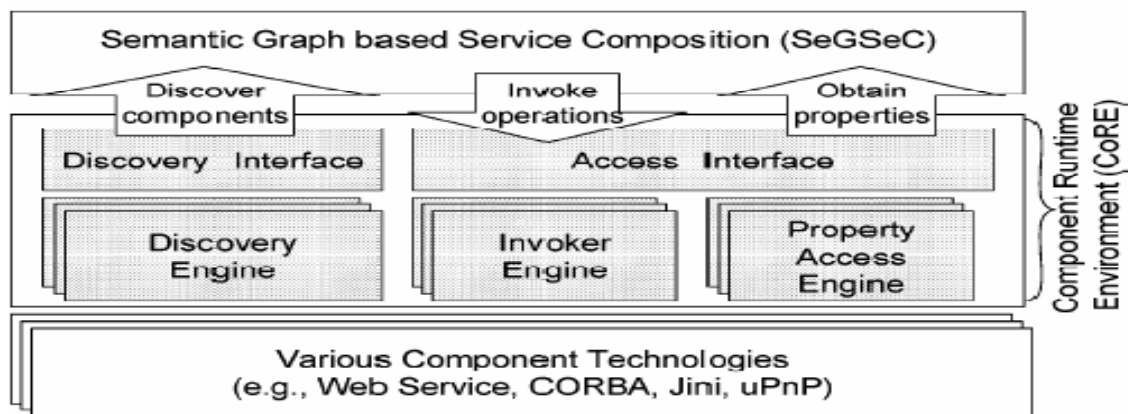 Semantic Graph based Service Composition (SeGSeC)
Discover
components
Invoke
operations
Obtain
properties
Discovery Interface
Access Interface
Discovery
Engine
Invoker
Engine
Property
Access
Engine
Component Runtime
Environment (CoRE)
Various Component Technologies
(e.g., Web Service, CORBA, Jini, uPnP)